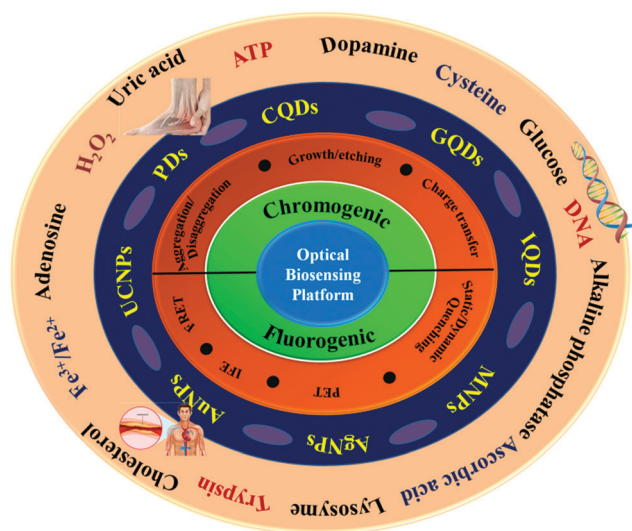 Optical
Biosensing
Platform
Chromogenic
Fluorogenic
Aggregation/
Disaggregation
Growth/etching
Charge transfer
Static/Dynamic
Quenching
PET
IFE
FRET
CQDs
GQDs
IQDs
MNPs
AgNPs
AuNPs
UCNPs
PDs
ATP
Dopamine
Cysteine
Glucose
DNA
Alkaline phosphatase
Ascorbic acid
Lysosyme
Trypsin
Cholesterol
Fe³⁺/Fe²⁺
Adenosine
H₂O₂
Uric acid